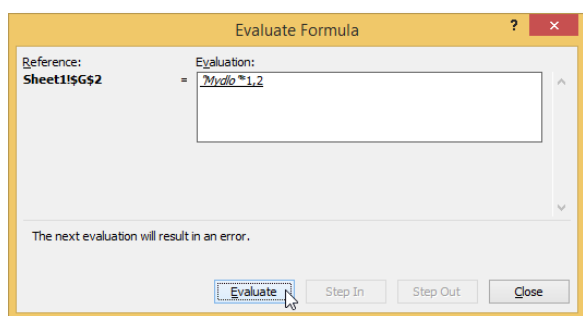 Evaluate Formula ? ×
Reference: Evaluation:
Sheet1!$G$2 = "Mydło"*1,2
The next evaluation will result in an error.
Evaluate Step In Step Out Close